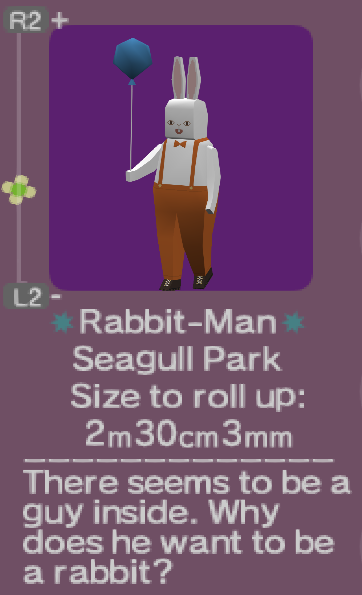 R2 +
L2 -
Rabbit-Man
Seagull Park
Size to roll up:
2m30cm3mm
There seems to be a
guy inside. Why
does he want to be
a rabbit?